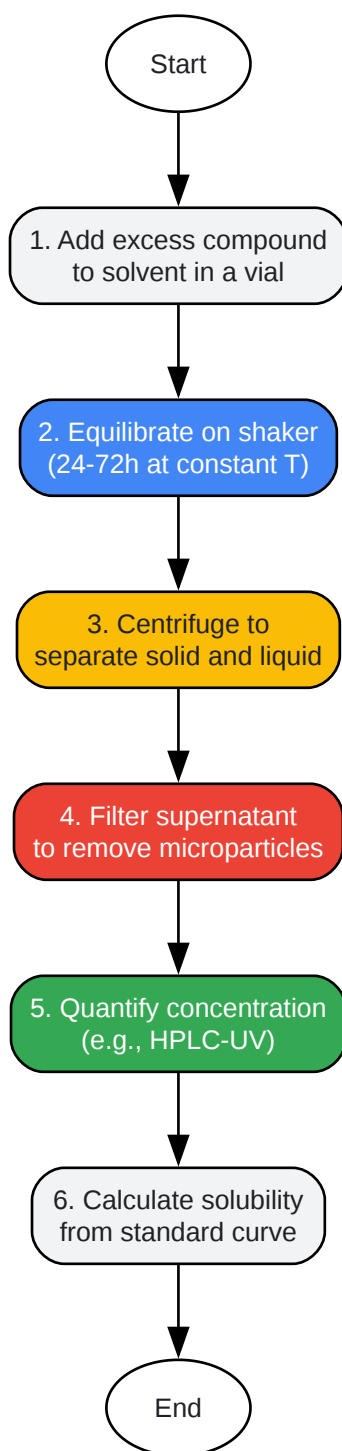 Start
1. Add excess compound
to solvent in a vial
2. Equilibrate on shaker
(24-72h at constant T)
3. Centrifuge to
separate solid and liquid
4. Filter supernatant
to remove microparticles
5. Quantify concentration
(e.g., HPLC-UV)
6. Calculate solubility
from standard curve
End